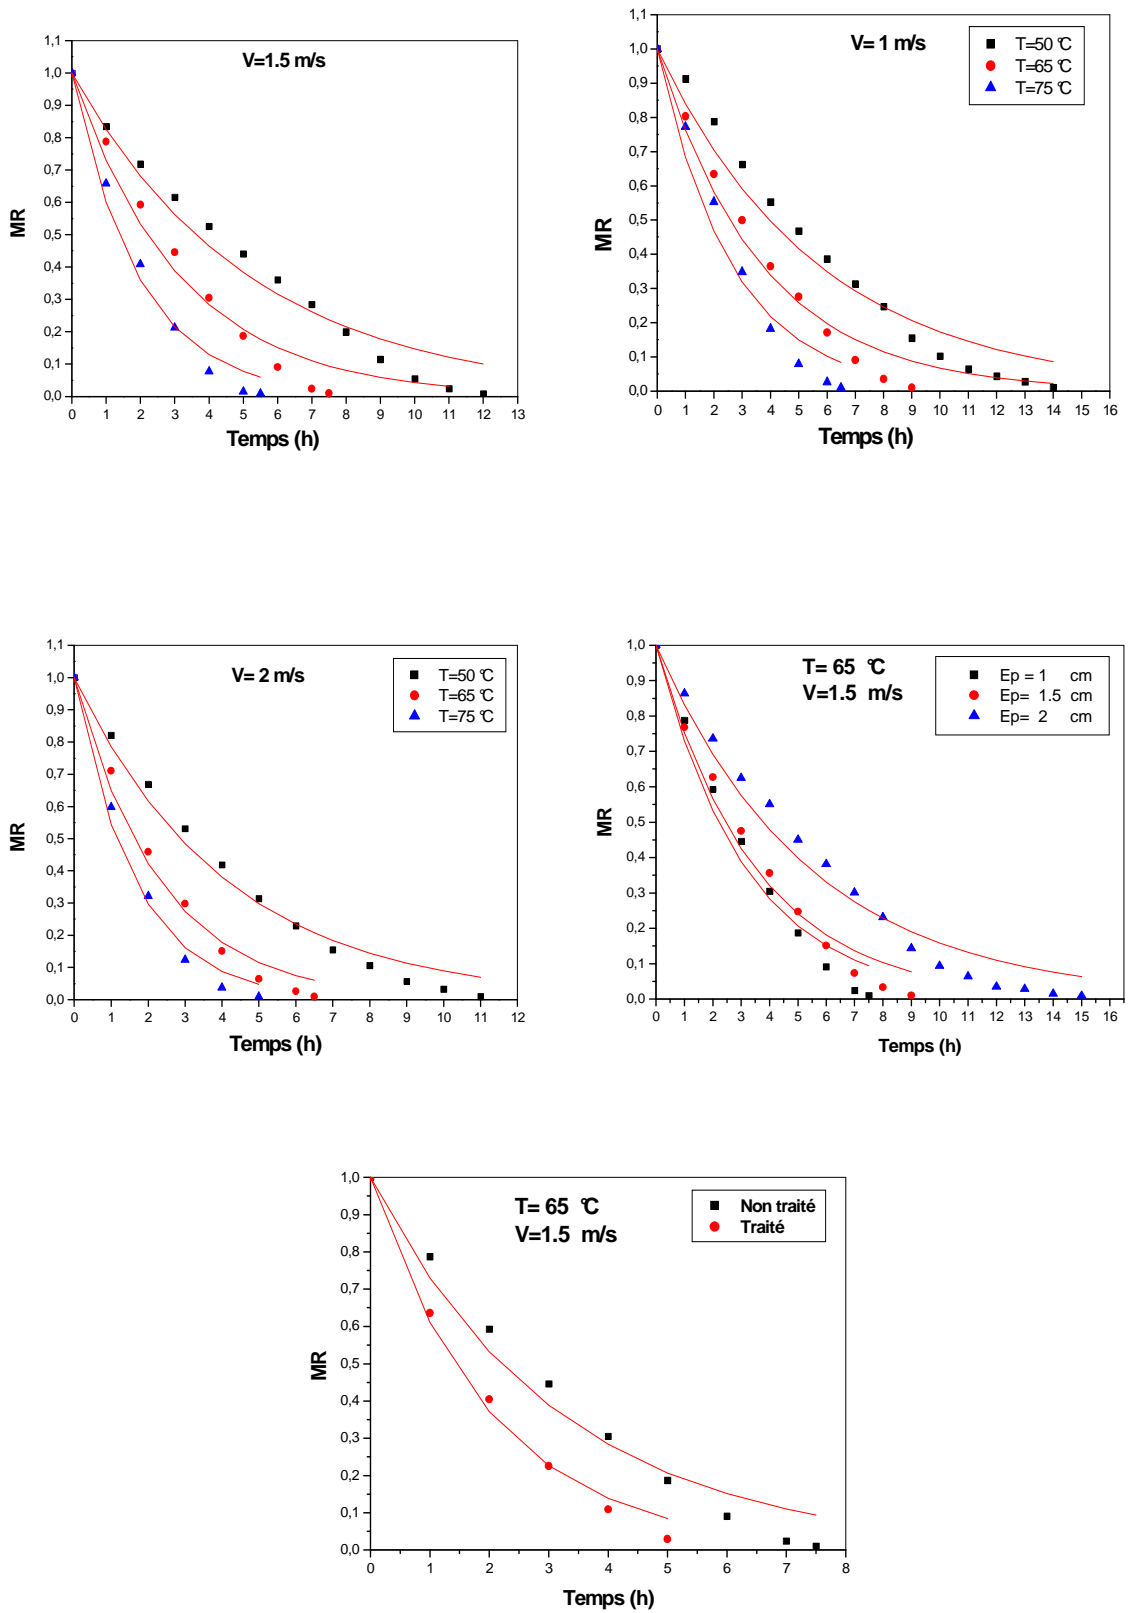 V=1.5 m/s
1,1
1,0
0,9
0,8
0,7
0,6
0,5
0,4
0,3
0,2
0,1
0,0
MR
0 1 2 3 4 5 6 7 8 9 10 11 12 13
Temps (h)
V= 1 m/s
T=50 °C
T=65 °C
T=75 °C
1,1
1,0
0,9
0,8
0,7
0,6
0,5
0,4
0,3
0,2
0,1
0,0
MR
0 1 2 3 4 5 6 7 8 9 10 11 12 13 14 15 16
Temps (h)
V= 2 m/s
T=50 °C
T=65 °C
T=75 °C
1,1
1,0
0,9
0,8
0,7
0,6
0,5
0,4
0,3
0,2
0,1
0,0
MR
0 1 2 3 4 5 6 7 8 9 10 11 12
Temps (h)
T= 65 °C
V=1.5 m/s
Ep = 1 cm
Ep= 1.5 cm
Ep= 2 cm
1,0
0,9
0,8
0,7
0,6
0,5
0,4
0,3
0,2
0,1
0,0
MR
0 1 2 3 4 5 6 7 8 9 10 11 12 13 14 15 16
Temps (h)
T= 65 °C
V=1.5 m/s
Non traité
Traité
1,0
0,9
0,8
0,7
0,6
0,5
0,4
0,3
0,2
0,1
0,0
MR
0 1 2 3 4 5 6 7 8
Temps (h)